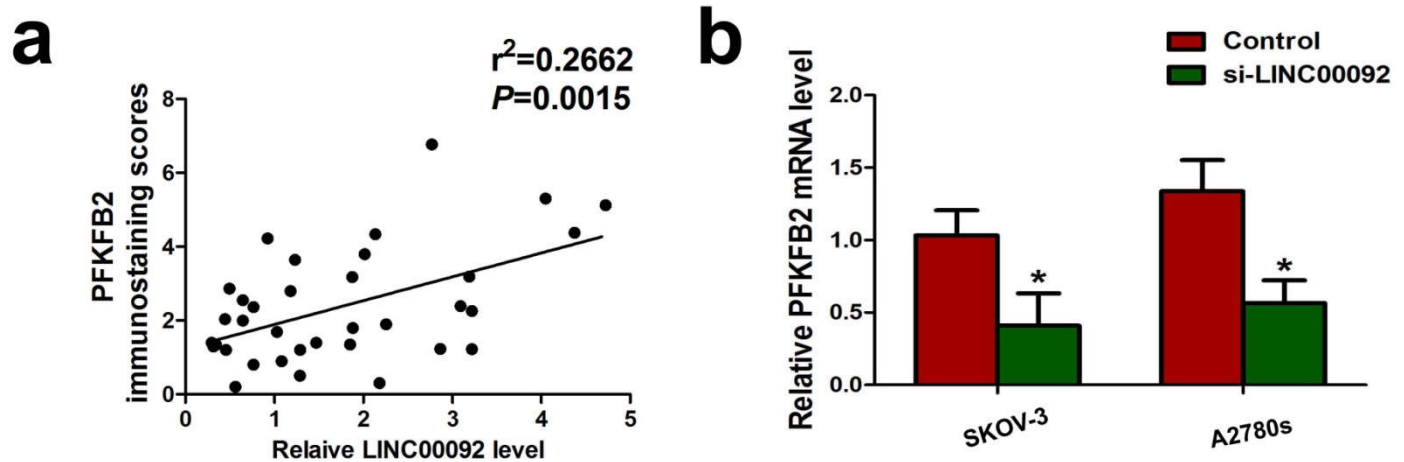 a
r²=0.2662
P=0.0015
PFKFB2
immunostaining scores
8
6
4
2
0
0 1 2 3 4 5
Relaive LINC00092 level
b
Control
si-LINC00092
Relative PFKFB2 mRNA level
2.0
1.5
1.0
0.5
0.0
*
*
SKOV-3
A2780s